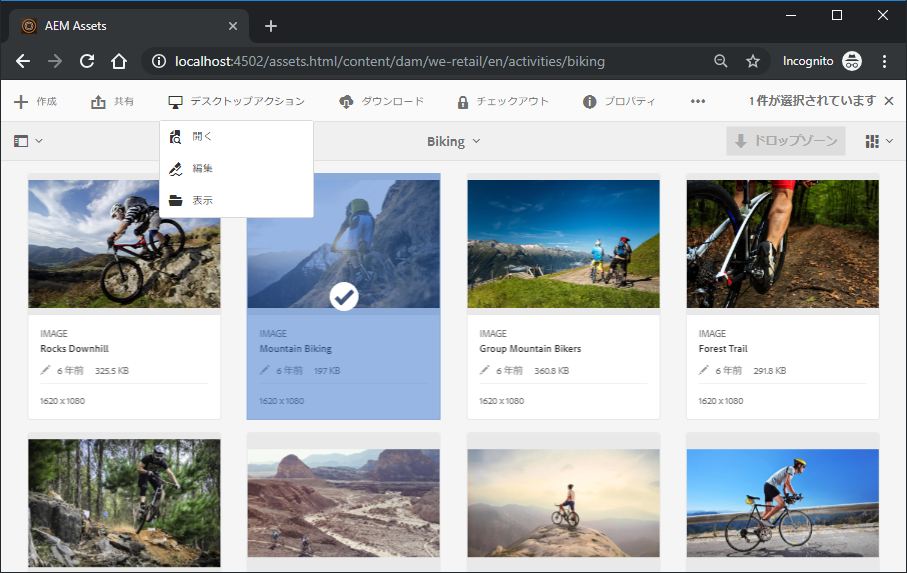 AEM Assets
localhost:4502/assets.html/content/dam/we-retail/en/activities/biking
Incognito
作成
共有
デスクトップアクション
ダウンロード
チェックアウト
プロパティ
1件が選択されています
開く
編集
表示
Biking
ドロップゾーン
IMAGE
Rocks Downhill
6 年前 325.5 KB
1620 x 1080
IMAGE
Mountain Biking
6 年前 197 KB
1620 x 1080
IMAGE
Group Mountain Bikers
6 年前 360.8 KB
1620 x 1080
IMAGE
Forest Trail
6 年前 291.8 KB
1620 x 1080